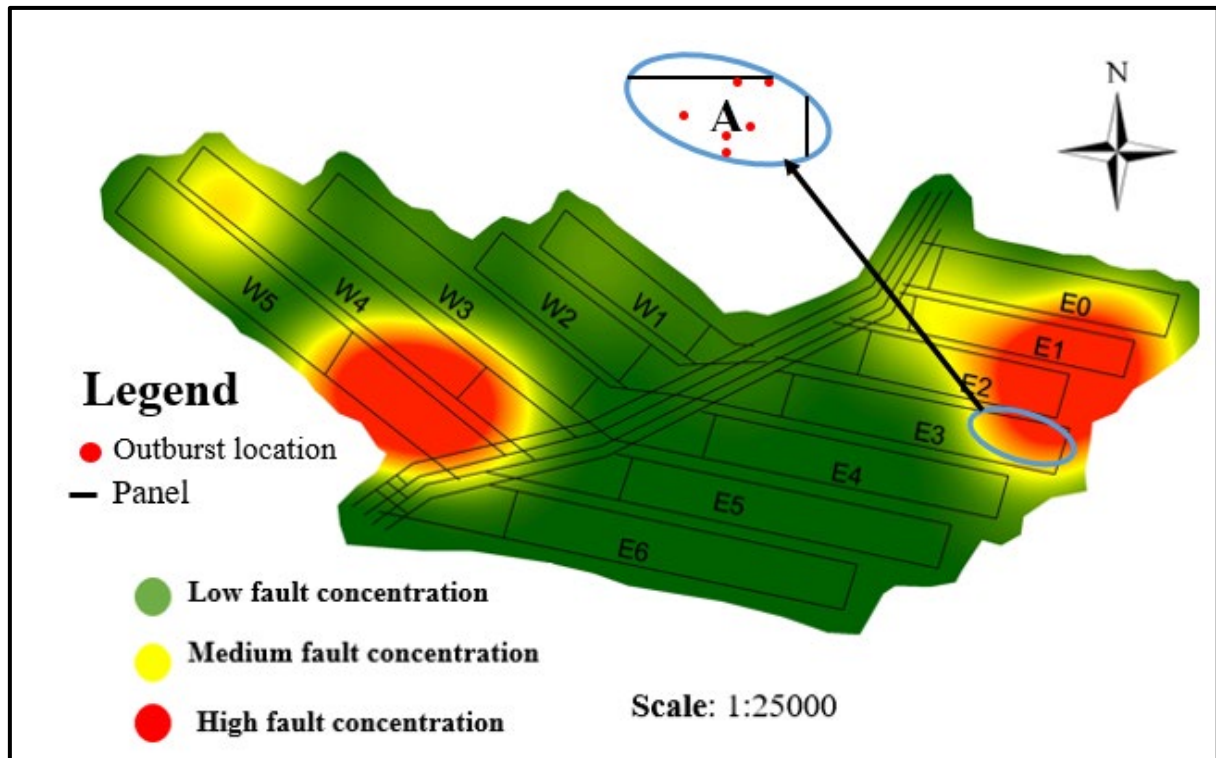 A
N
E0
E1
E2
E3
E4
E5
E6
W1
W2
W3
W4
W5
Legend
Outburst location
Panel
Low fault concentration
Medium fault concentration
High fault concentration
Scale: 1:25000